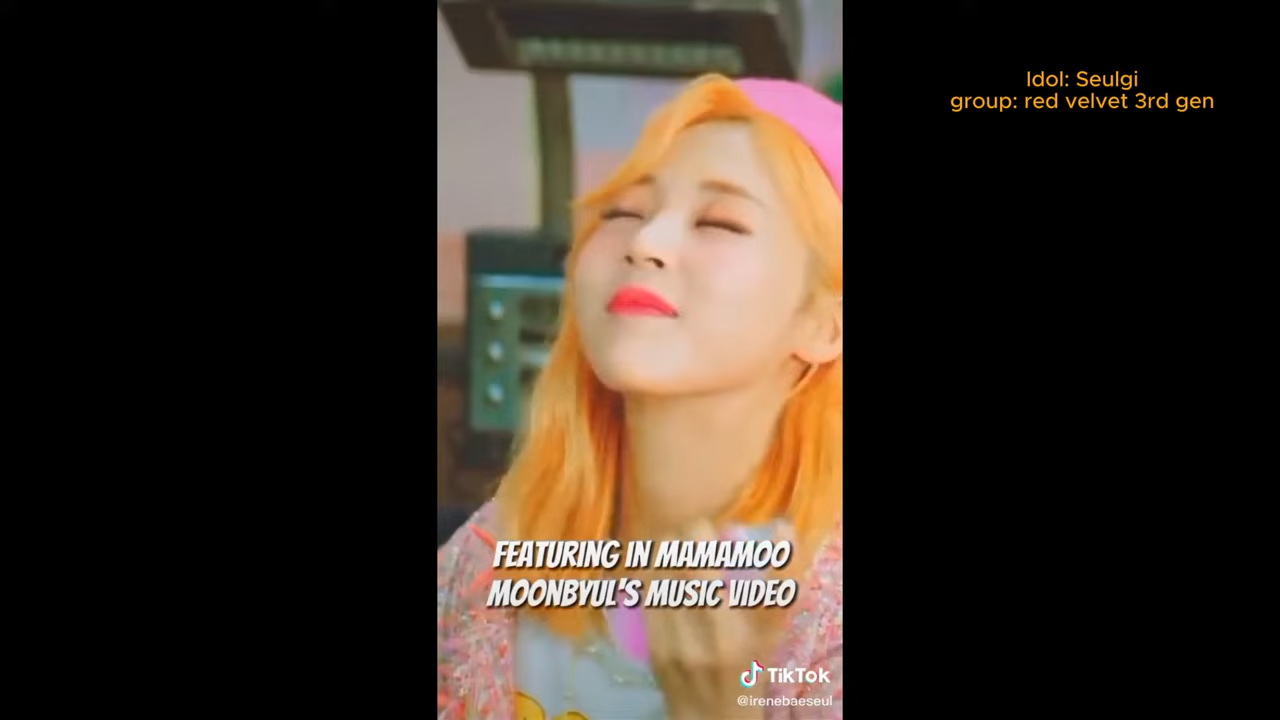 Idol: Seulgi
group: red velvet 3rd gen
FEATURING IN MAMAMOO
MOONBYUL'S MUSIC VIDEO
TikTok
@irenebaeseul